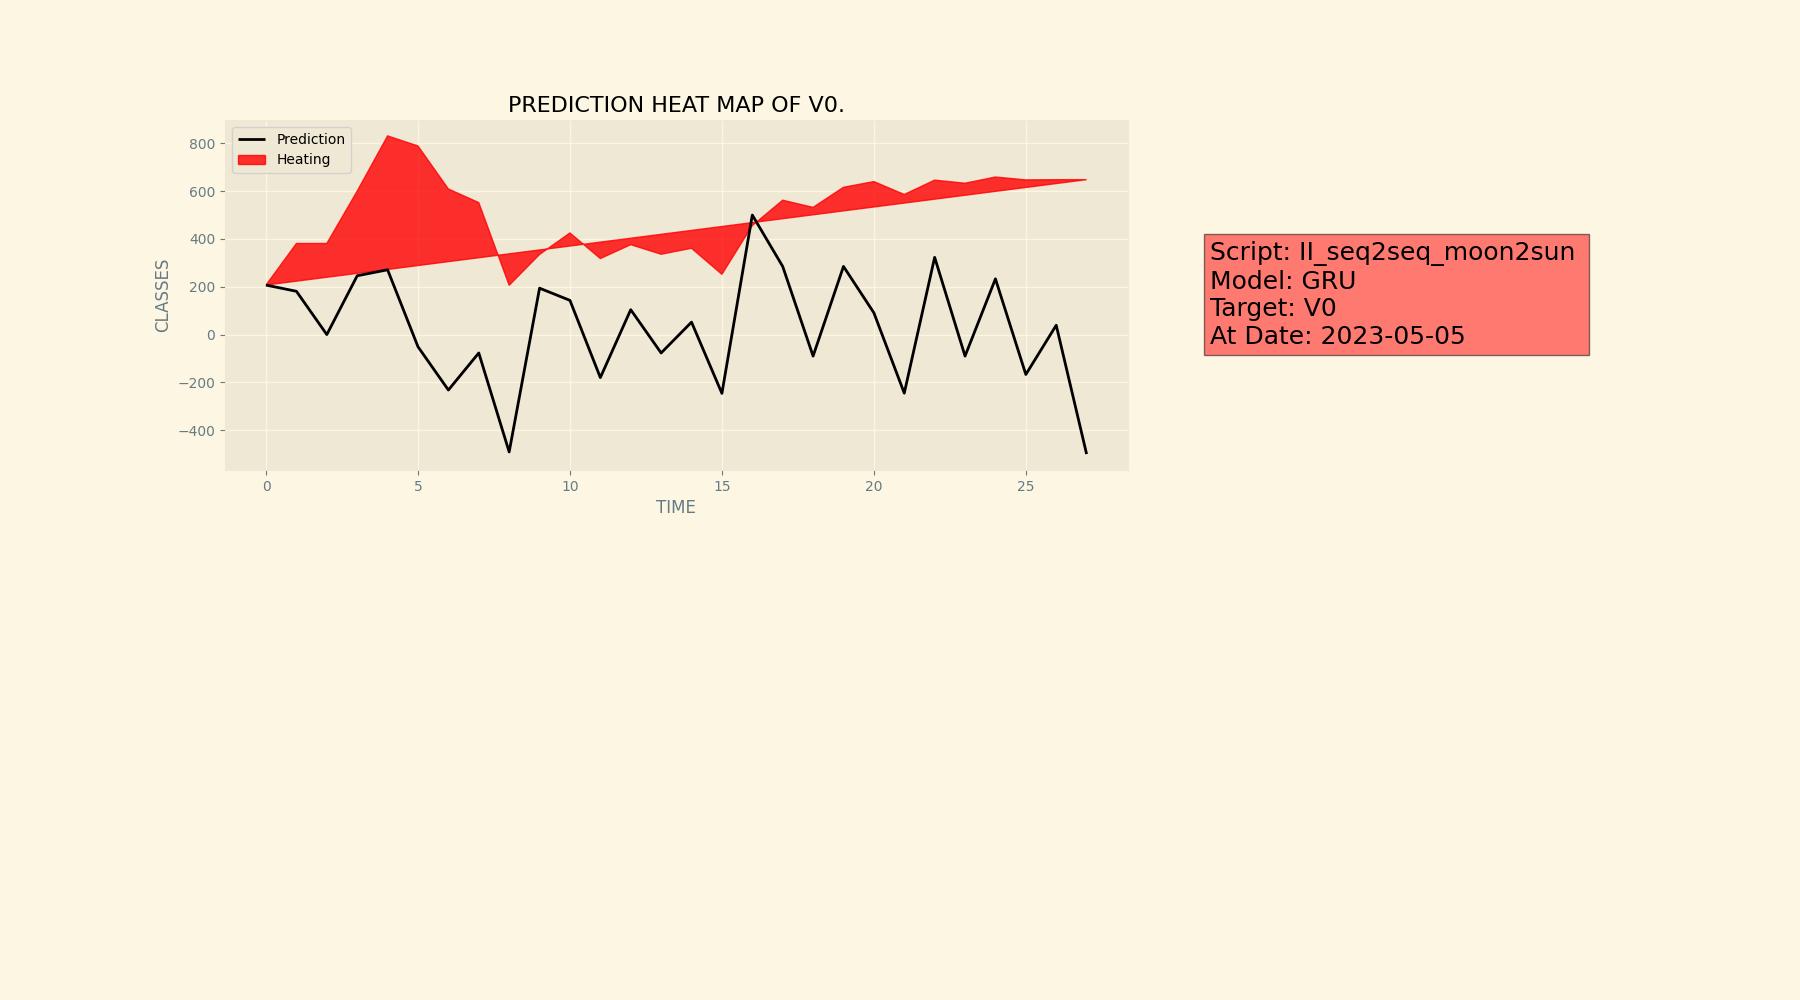 PREDICTION HEAT MAP OF V0.
Prediction
Heating
800
600
400
200
0
−200
−400
CLASSES
0 5 10 15 20 25
TIME
Script: II_seq2seq_moon2sun
Model: GRU
Target: V0
At Date: 2023-05-05